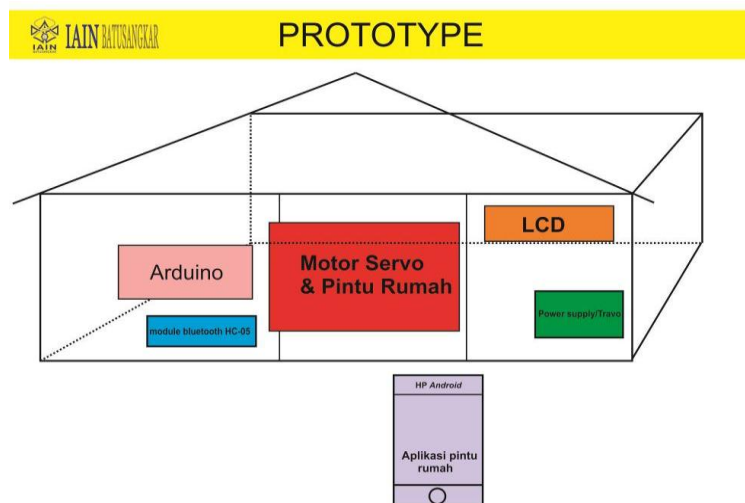 IAIN
IAIN BATUSANGKAR
PROTOTYPE
LCD
Arduino
Motor Servo
& Pintu Rumah
Power supply/Travo
module bluetooth HC-05
HP Android
Aplikasi pintu
rumah